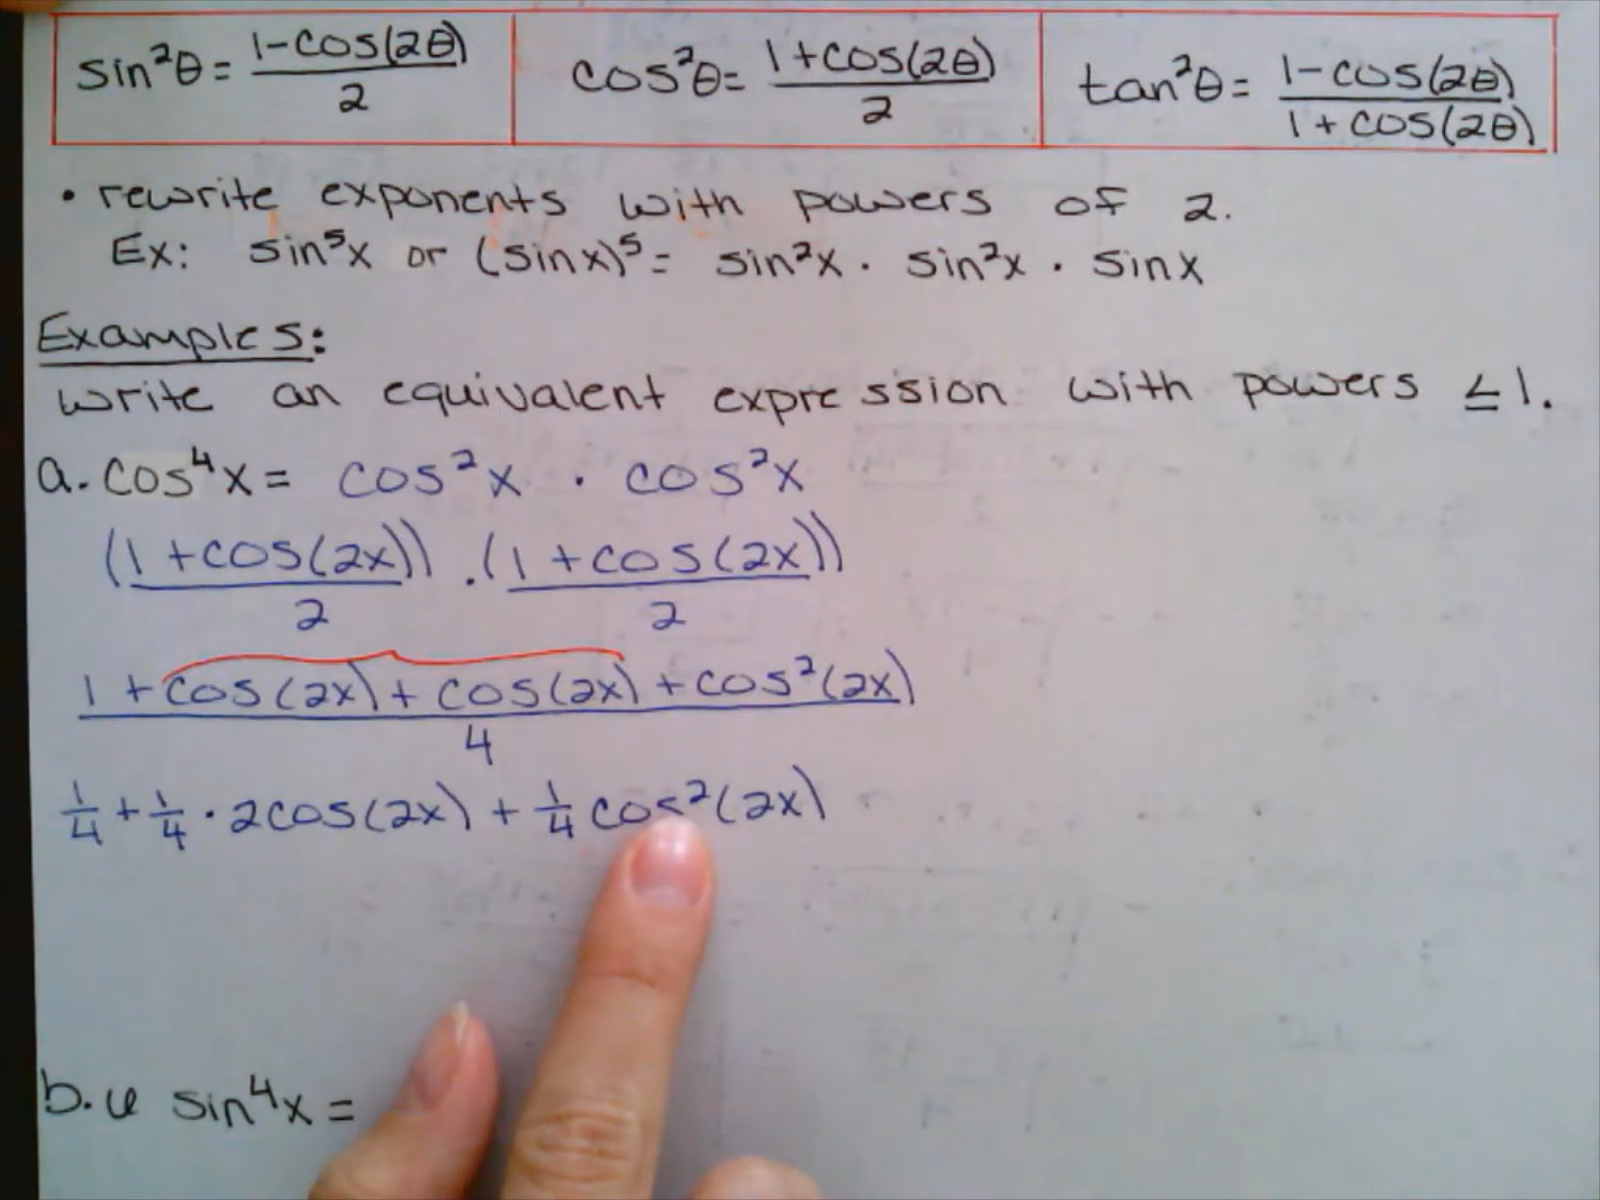 sin²θ = (1-cos(2θ))/2 cos²θ = (1+cos(2θ))/2 tan²θ = (1-cos(2θ))/(1+cos(2θ))
• rewrite exponents with powers of 2.
Ex: sin⁵x or (sinx)⁵ = sin²x · sin²x · sinx
Examples:
write an equivalent expression with powers ≤ 1.
a. cos⁴x = cos²x · cos²x
(1+cos(2x))/2 · (1+cos(2x))/2
(1+cos(2x)+cos(2x)+cos²(2x))/4
1/4 + 1/4 · 2cos(2x) + 1/4 cos²(2x)
b. sin⁴x =